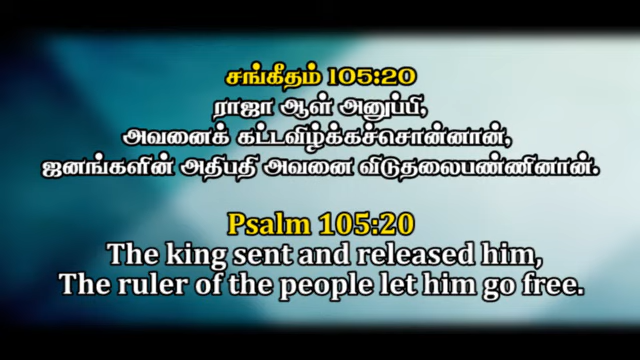 சங்கீதம் 105:20
ராஜா ஆள் அனுப்பி,
அவனைக் கட்டவிழ்க்கச்சொன்னான்,
ஜனங்களின் அதிபதி அவனை விடுதலைபண்ணினான்.
Psalm 105:20
The king sent and released him,
The ruler of the people let him go free.